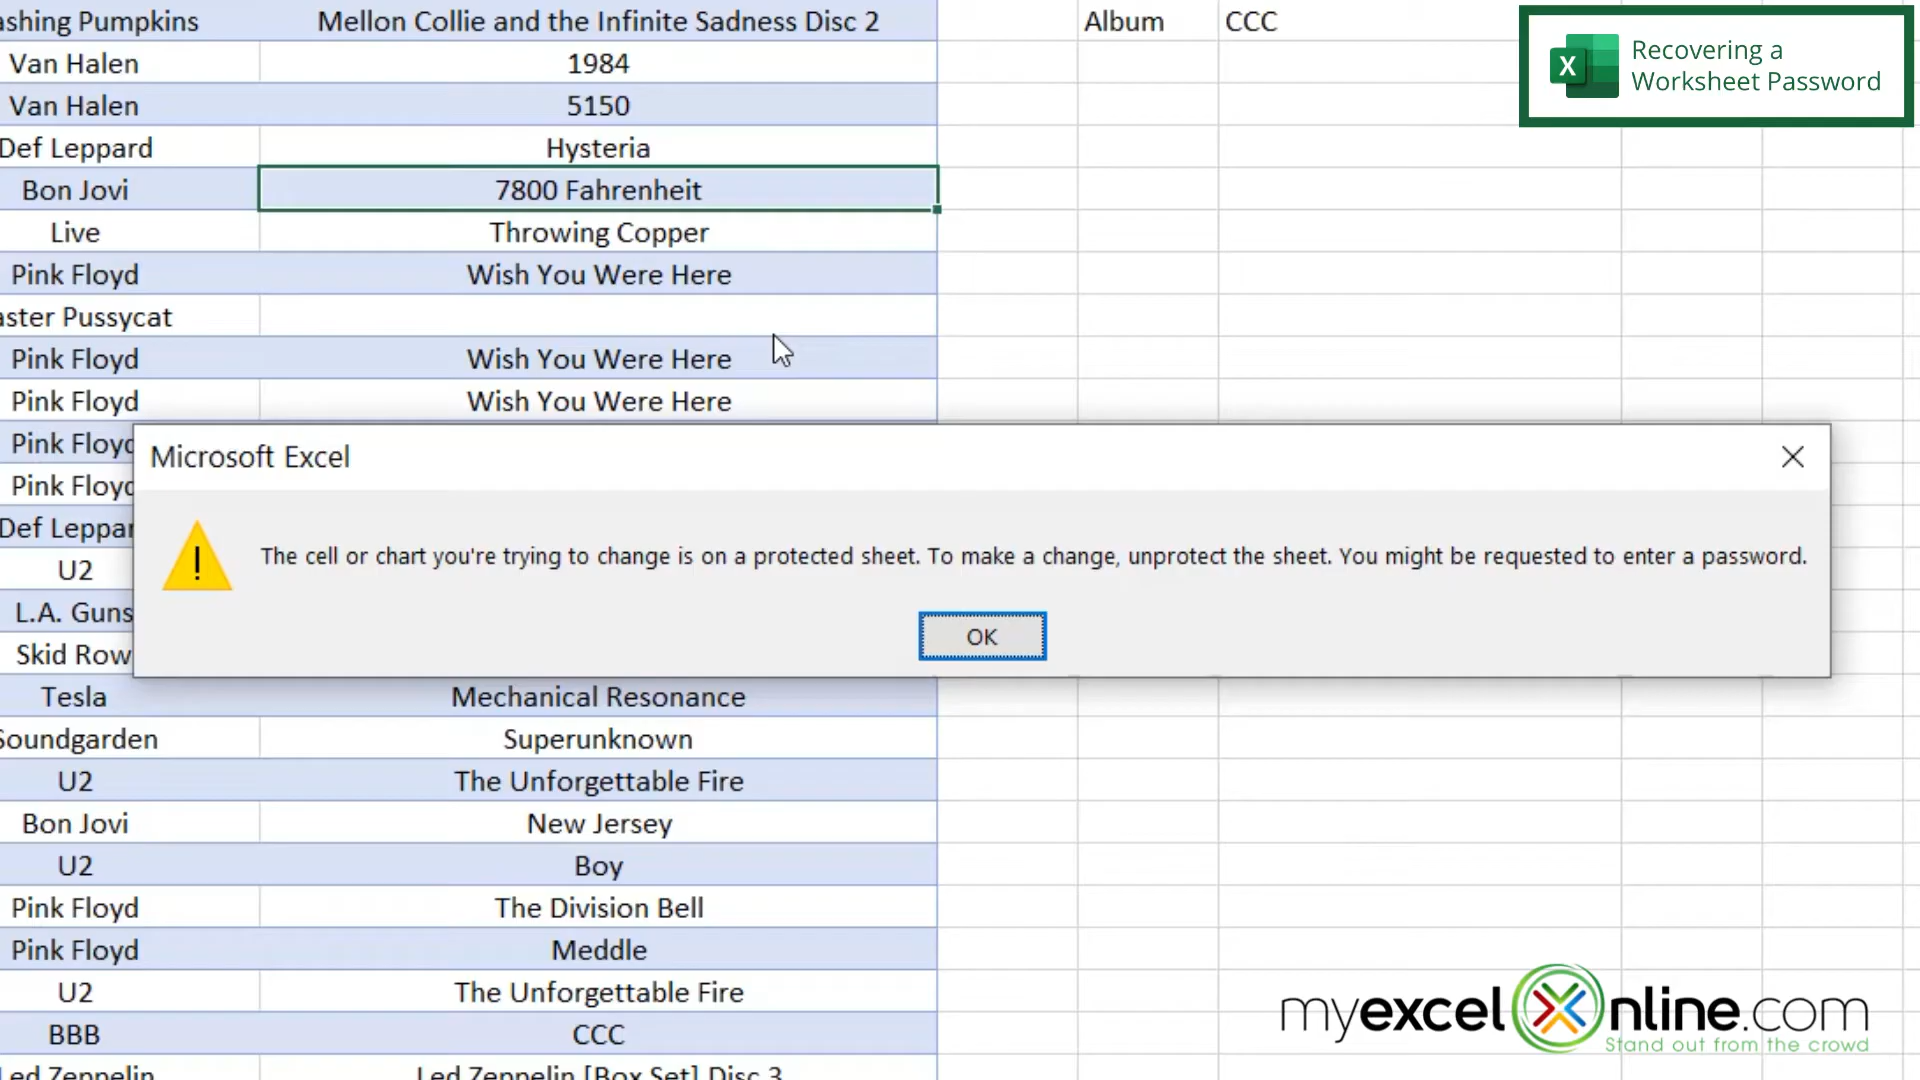 ashing Pumpkins Mellon Collie and the Infinite Sadness Disc 2 Album CCC
Recovering a
Worksheet Password
Van Halen 1984
Van Halen 5150
Def Leppard Hysteria
Bon Jovi 7800 Fahrenheit
Live Throwing Copper
Pink Floyd Wish You Were Here
aster Pussycat
Pink Floyd Wish You Were Here
Pink Floyd Wish You Were Here
Pink Floyd
Pink Floyd
Def Leppar
U2
L.A. Guns
Skid Row
Microsoft Excel
The cell or chart you're trying to change is on a protected sheet. To make a change, unprotect the sheet. You might be requested to enter a password.
OK
Tesla Mechanical Resonance
Soundgarden Superunknown
U2 The Unforgettable Fire
Bon Jovi New Jersey
U2 Boy
Pink Floyd The Division Bell
Pink Floyd Meddle
U2 The Unforgettable Fire
BBB CCC
Led Zeppelin Led Zeppelin [Box Set] Disc 3
myexcelonline.com
Stand out from the crowd